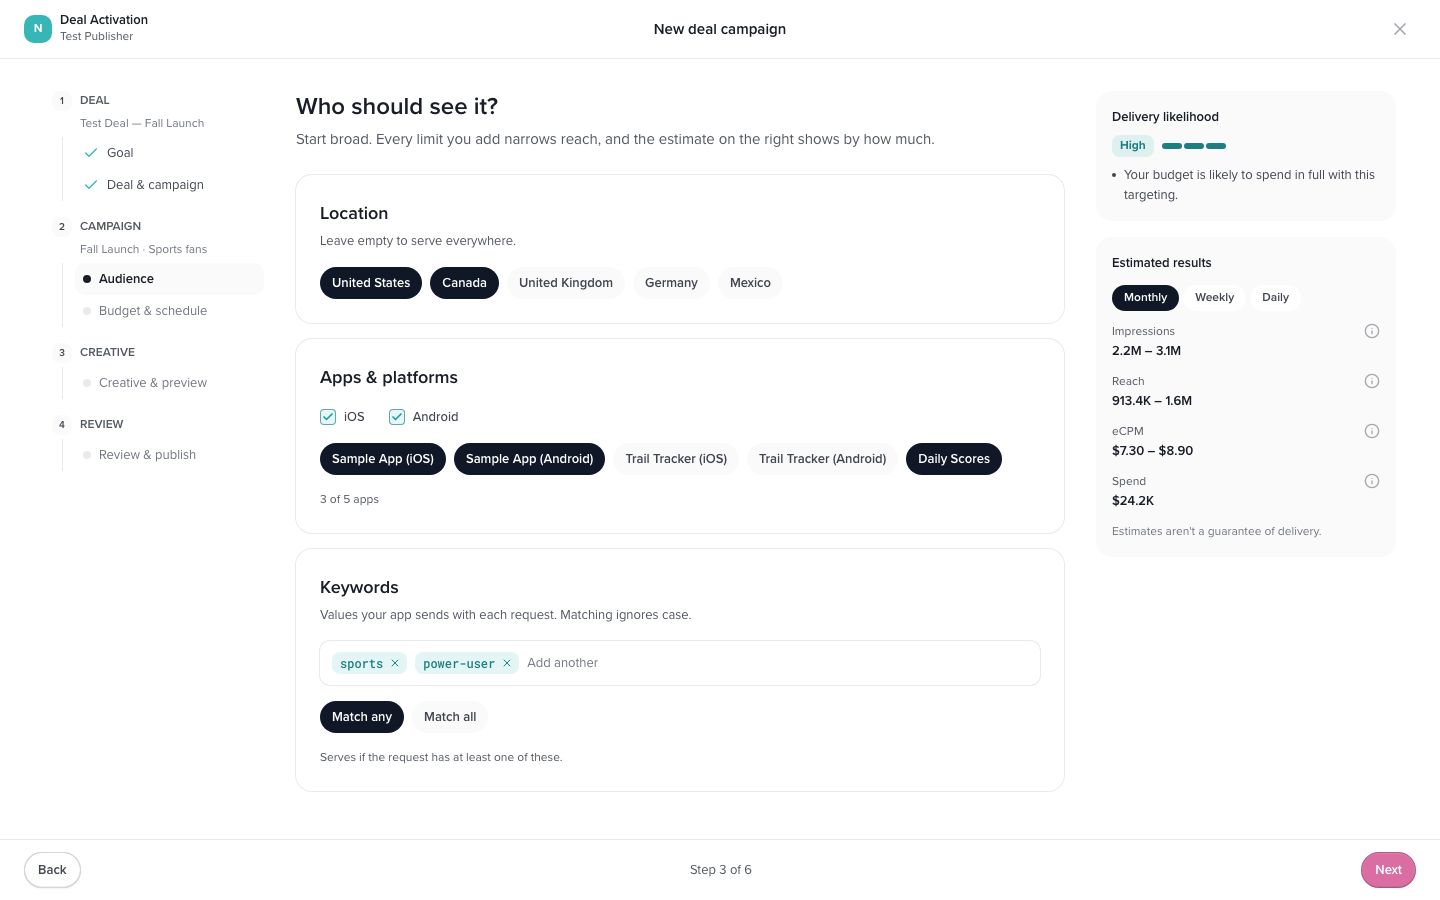 N
Deal Activation
Test Publisher
New deal campaign
1 DEAL
Test Deal — Fall Launch
Goal
Deal & campaign
2 CAMPAIGN
Fall Launch · Sports fans
Audience
Budget & schedule
3 CREATIVE
Creative & preview
4 REVIEW
Review & publish
Who should see it?
Start broad. Every limit you add narrows reach, and the estimate on the right shows by how much.
Location
Leave empty to serve everywhere.
United States Canada United Kingdom Germany Mexico
Apps & platforms
iOS Android
Sample App (iOS) Sample App (Android) Trail Tracker (iOS) Trail Tracker (Android) Daily Scores
3 of 5 apps
Keywords
Values your app sends with each request. Matching ignores case.
sports × power-user × Add another
Match any Match all
Serves if the request has at least one of these.
Delivery likelihood
High
• Your budget is likely to spend in full with this
targeting.
Estimated results
Monthly Weekly Daily
Impressions
2.2M – 3.1M
Reach
913.4K – 1.6M
eCPM
$7.30 – $8.90
Spend
$24.2K
Estimates aren't a guarantee of delivery.
Back
Step 3 of 6
Next